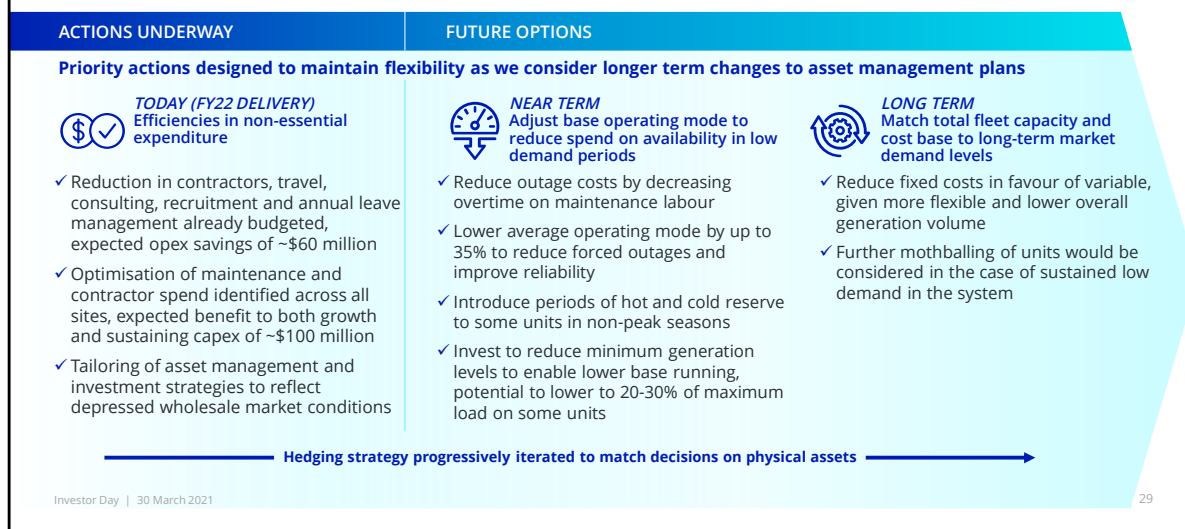 ACTIONS UNDERWAY
FUTURE OPTIONS
Priority actions designed to maintain flexibility as we consider longer term changes to asset management plans
TODAY (FY22 DELIVERY)
Efficiencies in non-essential
expenditure
✓ Reduction in contractors, travel,
consulting, recruitment and annual leave
management already budgeted,
expected opex savings of ~$60 million
✓ Optimisation of maintenance and
contractor spend identified across all
sites, expected benefit to both growth
and sustaining capex of ~$100 million
✓ Tailoring of asset management and
investment strategies to reflect
depressed wholesale market conditions
NEAR TERM
Adjust base operating mode to
reduce spend on availability in low
demand periods
✓ Reduce outage costs by decreasing
overtime on maintenance labour
✓ Lower average operating mode by up to
35% to reduce forced outages and
improve reliability
✓ Introduce periods of hot and cold reserve
to some units in non-peak seasons
✓ Invest to reduce minimum generation
levels to enable lower base running,
potential to lower to 20-30% of maximum
load on some units
LONG TERM
Match total fleet capacity and
cost base to long-term market
demand levels
✓ Reduce fixed costs in favour of variable,
given more flexible and lower overall
generation volume
✓ Further mothballing of units would be
considered in the case of sustained low
demand in the system
Hedging strategy progressively iterated to match decisions on physical assets
Investor Day | 30 March 2021
29